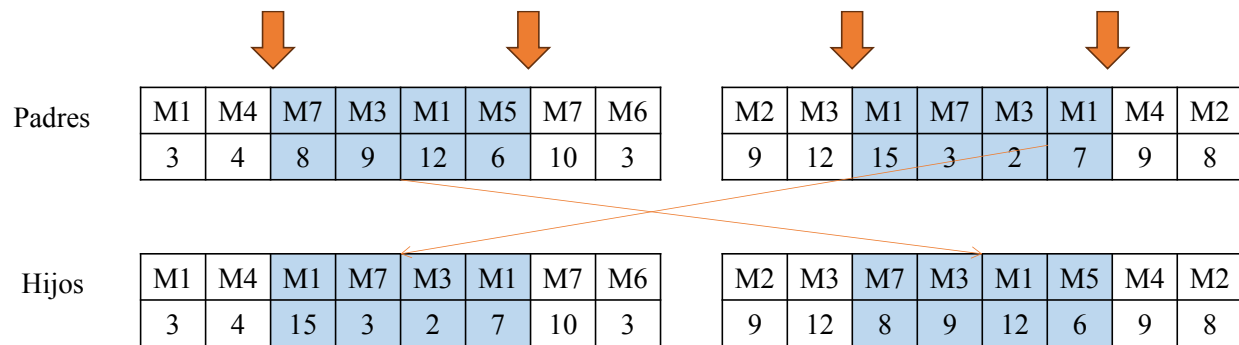 Padres
M1 M4 M7 M3 M1 M5 M7 M6
3 4 8 9 12 6 10 3
M2 M3 M1 M7 M3 M1 M4 M2
9 12 15 3 2 7 9 8
Hijos
M1 M4 M1 M7 M3 M1 M7 M6
3 4 15 3 2 7 10 3
M2 M3 M7 M3 M1 M5 M4 M2
9 12 8 9 12 6 9 8